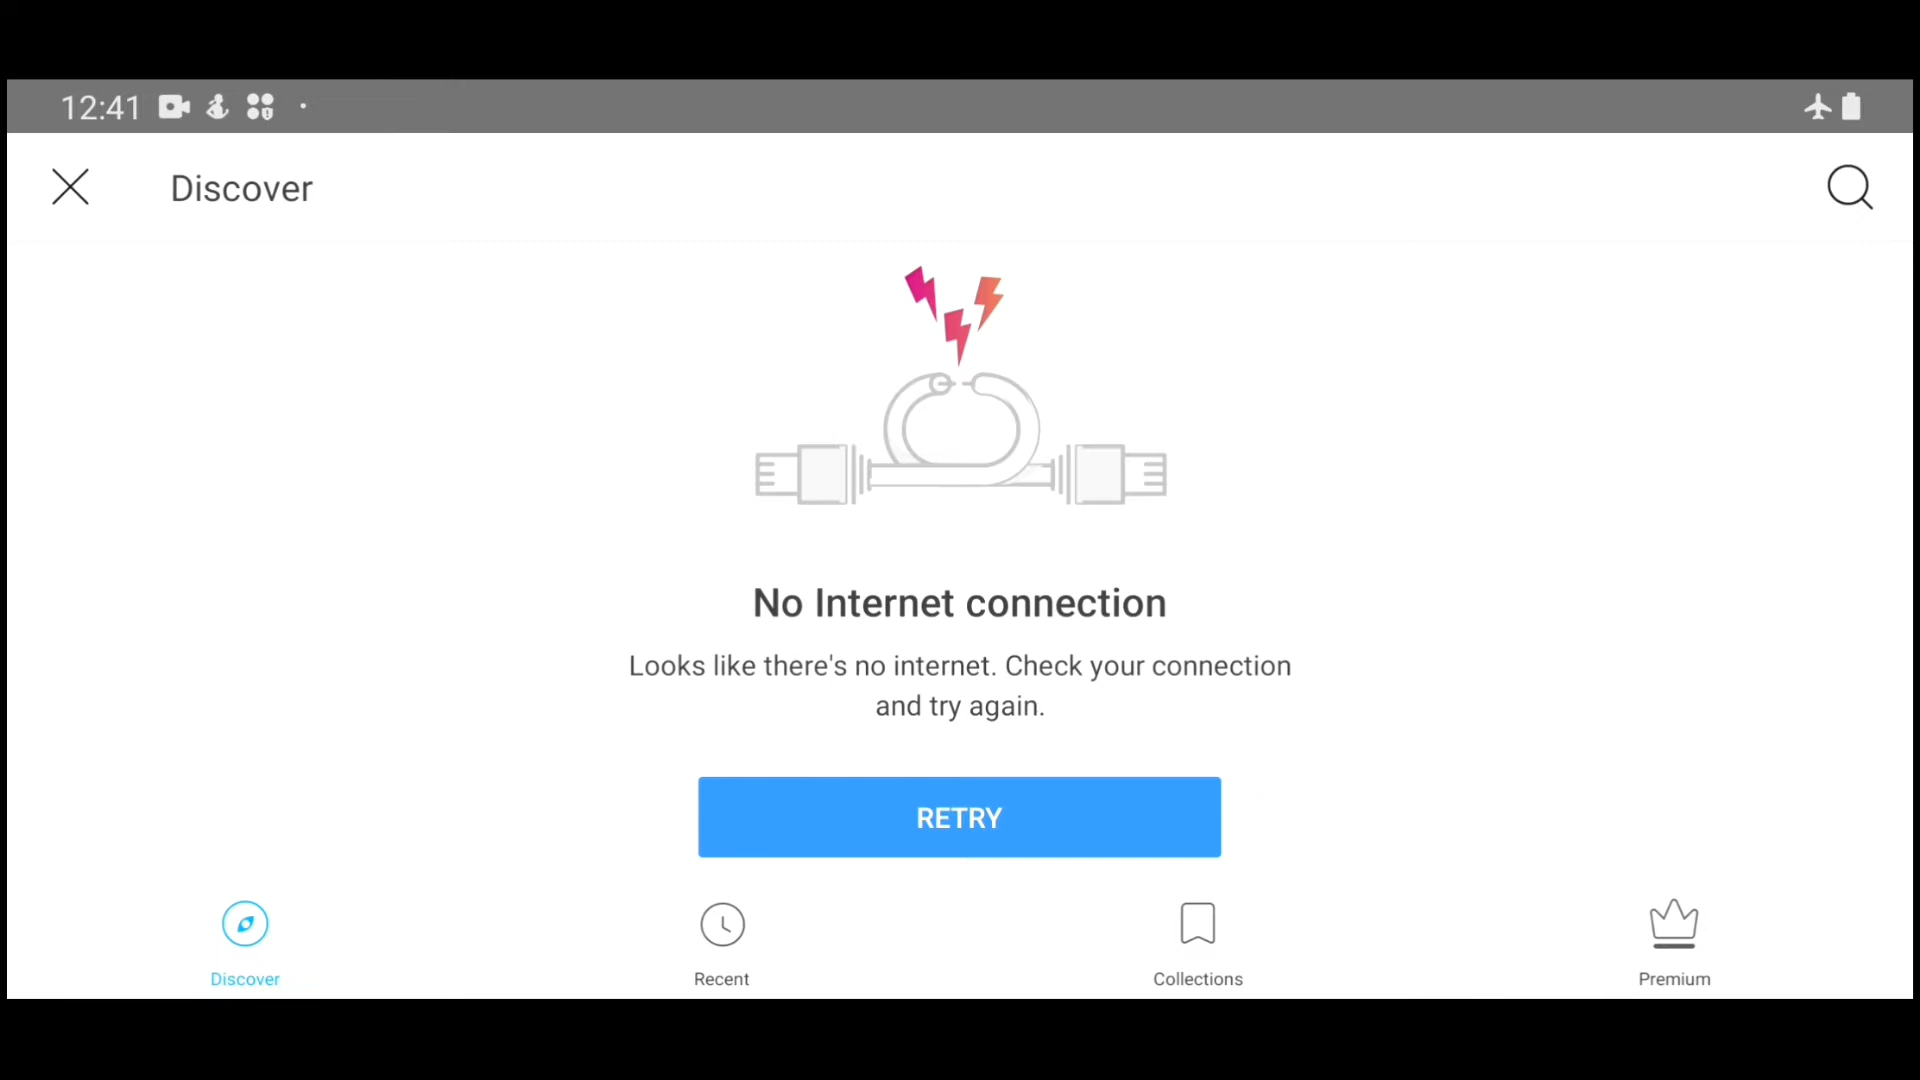 12:41
Discover
No Internet connection
Looks like there's no internet. Check your connection
and try again.
RETRY
Discover
Recent
Collections
Premium